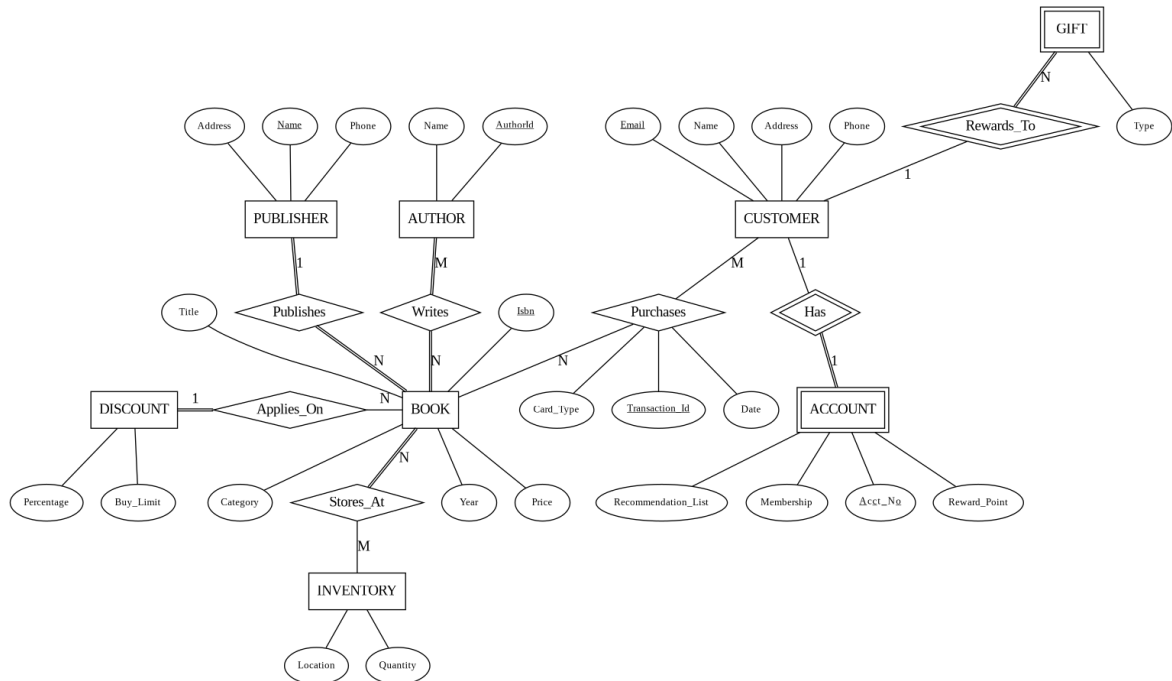 GIFT
N
Address
Name
Phone
Name
AuthorId
Email
Name
Address
Phone
Rewards_To
Type
1
PUBLISHER
AUTHOR
CUSTOMER
1
M
M
1
Title
Publishes
Writes
Isbn
Purchases
Has
N
N
N
1
DISCOUNT
1
Applies_On
N
BOOK
Card_Type
Transaction_Id
Date
ACCOUNT
N
Percentage
Buy_Limit
Category
Stores_At
Year
Price
Recommendation_List
Membership
Acct_No
Reward_Point
M
INVENTORY
Location
Quantity